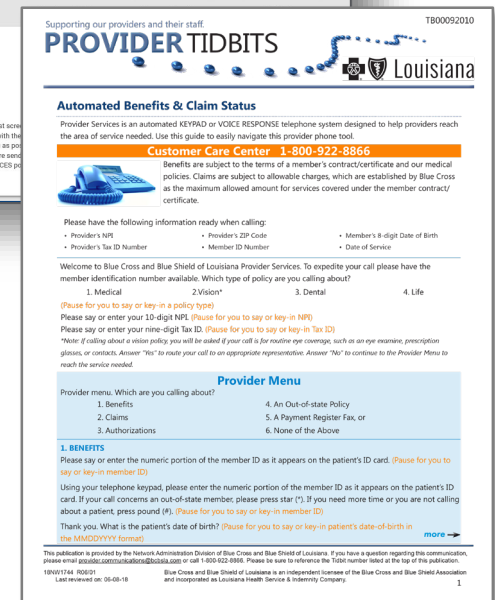 Supporting our providers and their staff.
TB00092010
PROVIDER TIDBITS
Louisiana
Automated Benefits & Claim Status
Provider Services is an automated KEYPAD or VOICE RESPONSE telephone system designed to help providers reach
the area of service needed. Use this guide to easily navigate this provider phone tool.
Customer Care Center 1-800-922-8866
Benefits are subject to the terms of a member's contract/certificate and our medical
policies. Claims are subject to allowable charges, which are established by Blue Cross
as the maximum allowed amount for services covered under the member contract/
certificate.
Please have the following information ready when calling:
• Provider's NPI • Provider's ZIP Code • Member's 8-digit Date of Birth
• Provider's Tax ID Number • Member ID Number • Date of Service
Welcome to Blue Cross and Blue Shield of Louisiana Provider Services. To expedite your call please have the
member identification number available. Which type of policy are you calling about?
1. Medical 2.Vision* 3. Dental 4. Life
(Pause for you to say or key-in a policy type)
Please say or enter your 10-digit NPI. (Pause for you to say or key-in NPI)
Please say or enter your nine-digit Tax ID. (Pause for you to say or key-in Tax ID)
*Note: If calling about a vision policy, you will be asked if your call is for routine eye coverage, such as an eye examine, prescription
glasses, or contacts. Answer "Yes" to route your call to an appropriate representative. Answer "No" to continue to the Provider Menu to
reach the service needed.
Provider Menu
Provider menu. Which are you calling about?
1. Benefits 4. An Out-of-state Policy
2. Claims 5. A Payment Register Fax, or
3. Authorizations 6. None of the Above
1. BENEFITS
Please say or enter the numeric portion of the member ID as it appears on the patient's ID card. (Pause for you to
say or key-in member ID)
Using your telephone keypad, please enter the numeric portion of the member ID as it appears on the patient's ID
card. If your call concerns an out-of-state member, please press star (*). If you need more time or you are not calling
about a patient, press pound (#). (Pause for you to say or key-in member ID)
Thank you. What is the patient's date of birth? (Pause for you to say or key-in patient's date-of-birth in
the MMDDYYYY format)
more
This publication is provided by the Network Administration Division of Blue Cross and Blue Shield of Louisiana. If you have a question regarding this communication,
please email provider.communications@bcbsla.com or call 1-800-922-8866. Please be sure to reference the Tidbit number listed at the top of this publication.
18NW1744 R06/01 Blue Cross and Blue Shield of Louisiana is an independent licensee of the Blue Cross and Blue Shield Association
Last reviewed on: 06-08-18 and incorporated as Louisiana Health Service & Indemnity Company.
1